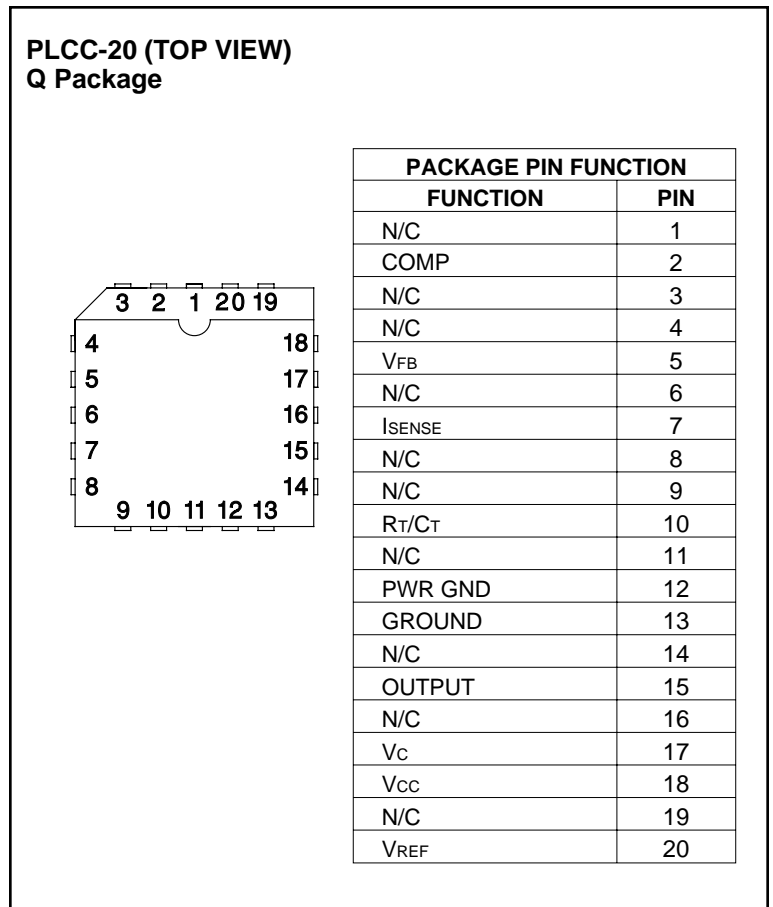 PLCC-20 (TOP VIEW)
Q Package
3 2 1 20 19
4 18
5 17
6 16
7 15
8 14
9 10 11 12 13
PACKAGE PIN FUNCTION
FUNCTION PIN
N/C 1
COMP 2
N/C 3
N/C 4
VFB 5
N/C 6
ISENSE 7
N/C 8
N/C 9
RT/CT 10
N/C 11
PWR GND 12
GROUND 13
N/C 14
OUTPUT 15
N/C 16
VC 17
VCC 18
N/C 19
VREF 20